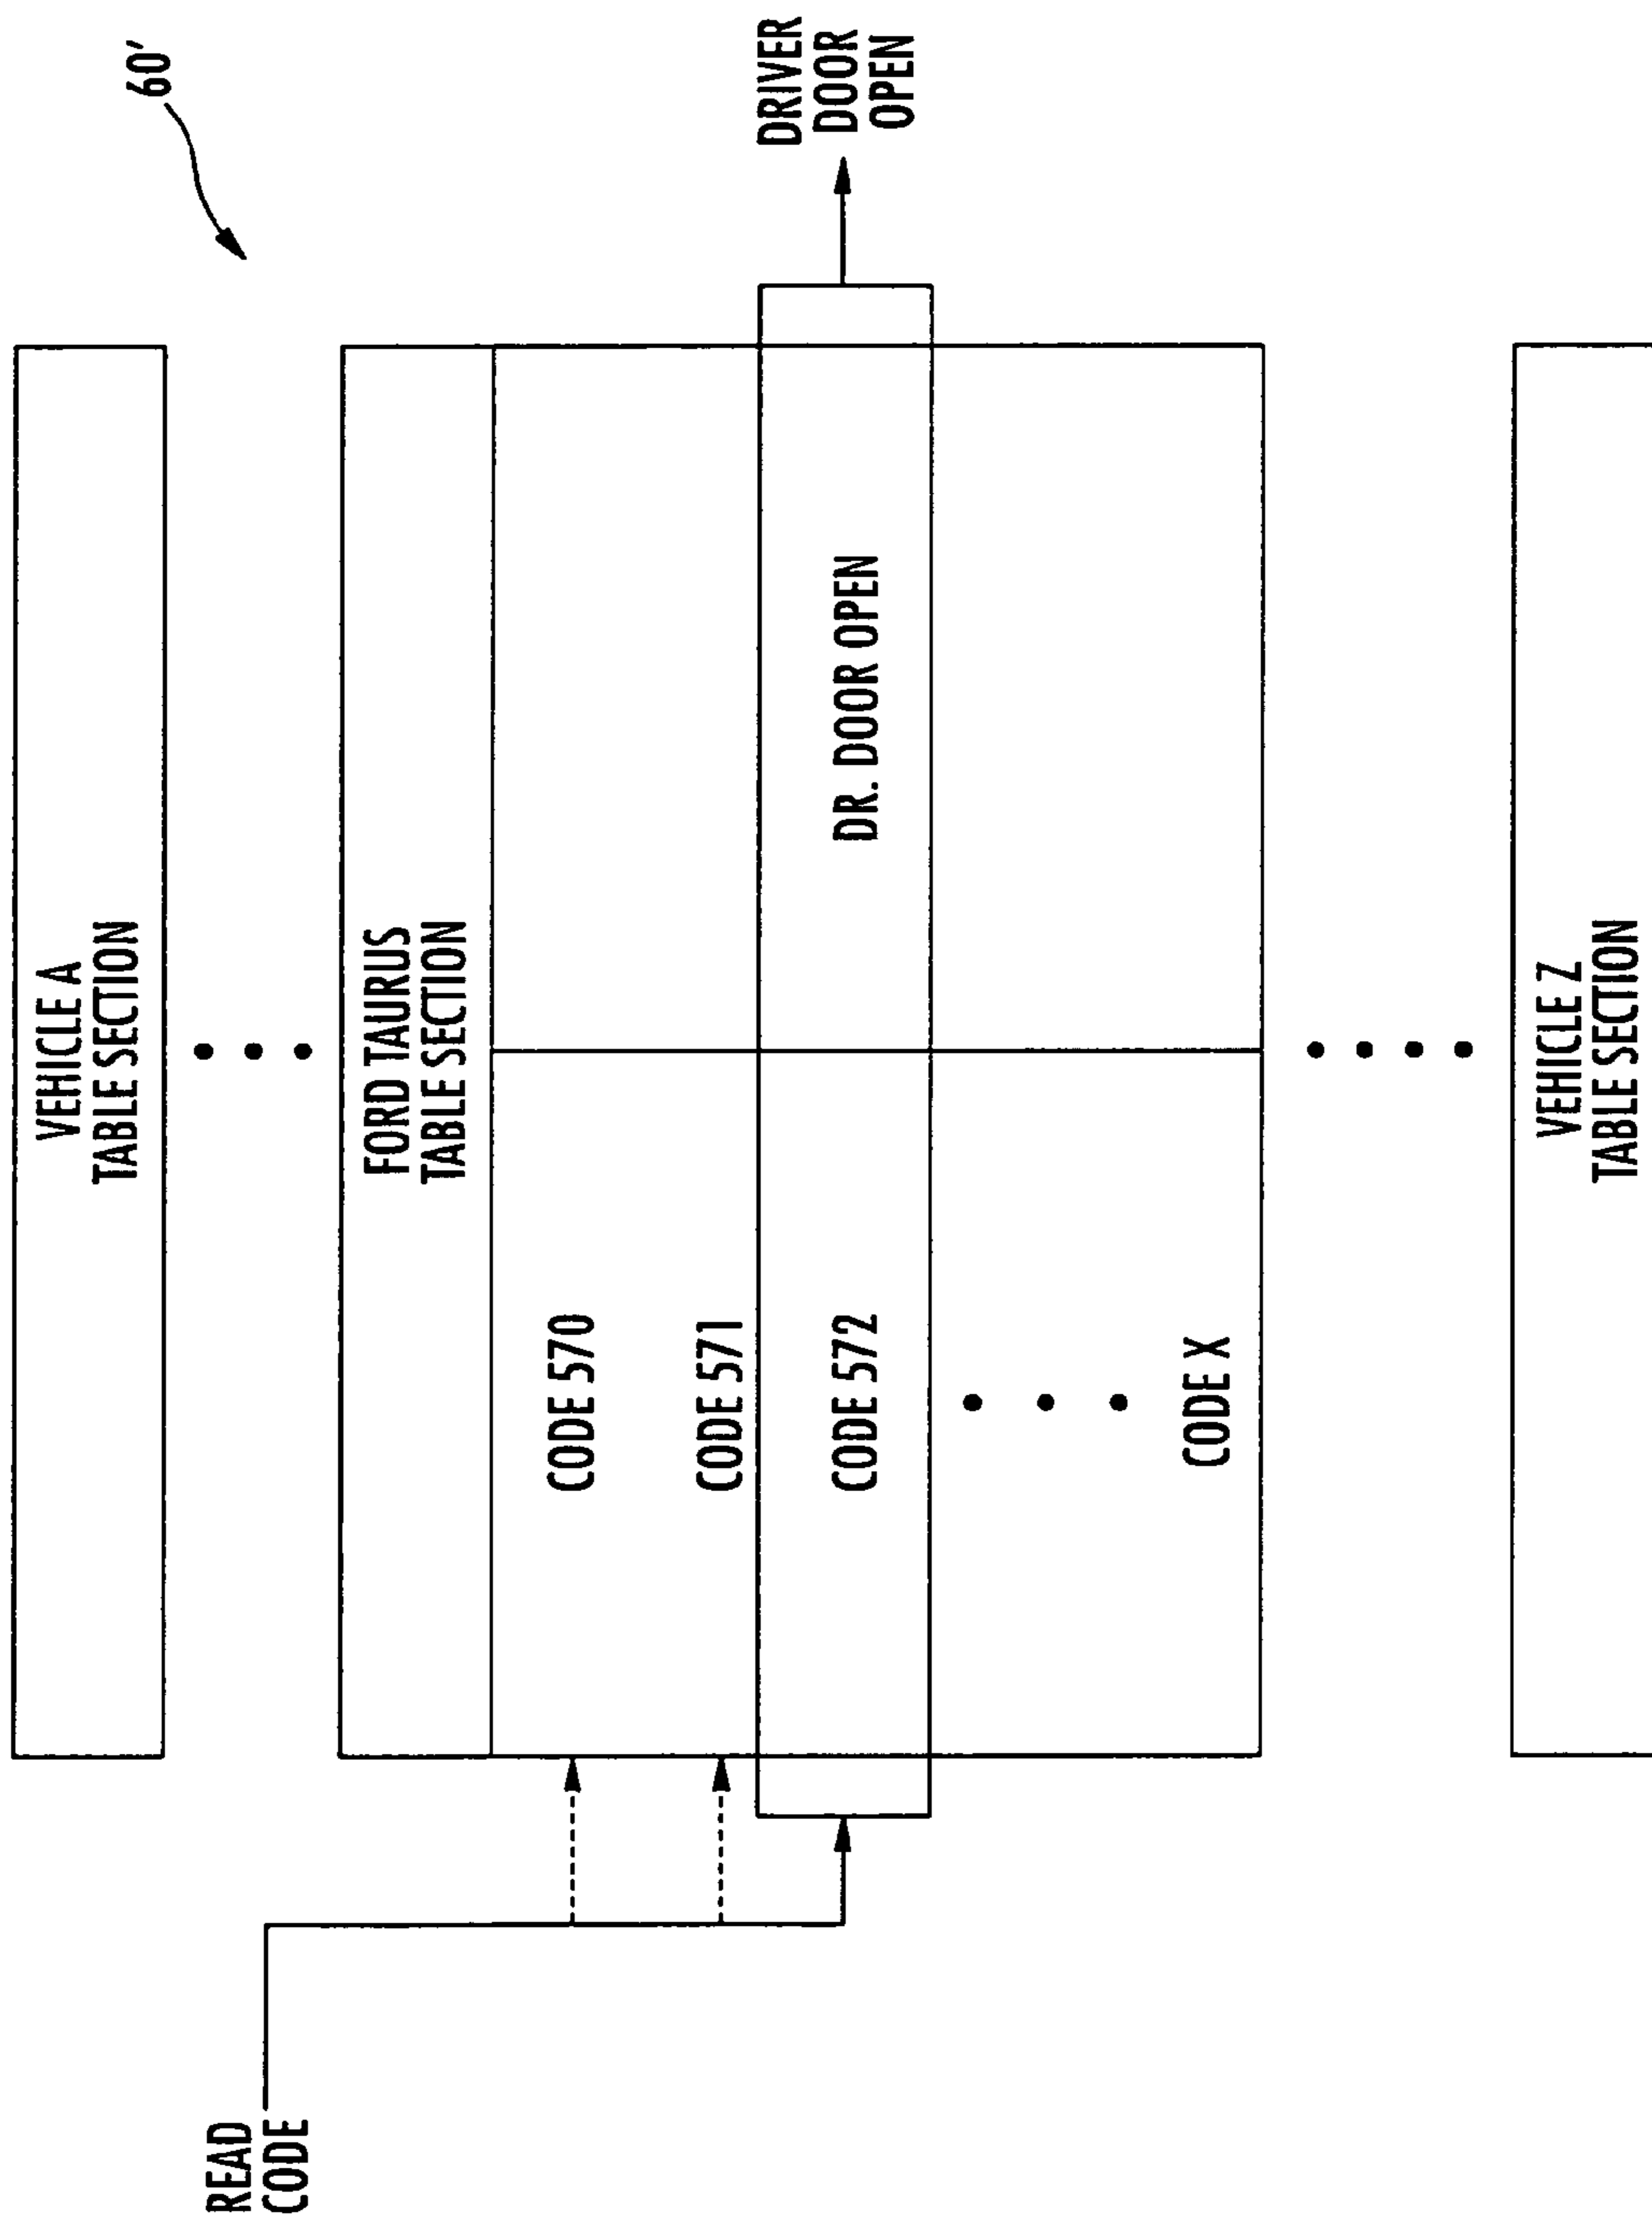 60'
VEHICLE A
TABLE SECTION
READ
CODE
FORD TAURUS
TABLE SECTION
CODE 570
CODE 571
CODE 572
DR. DOOR OPEN
DRIVER
DOOR
OPEN
CODE X
VEHICLE Z
TABLE SECTION